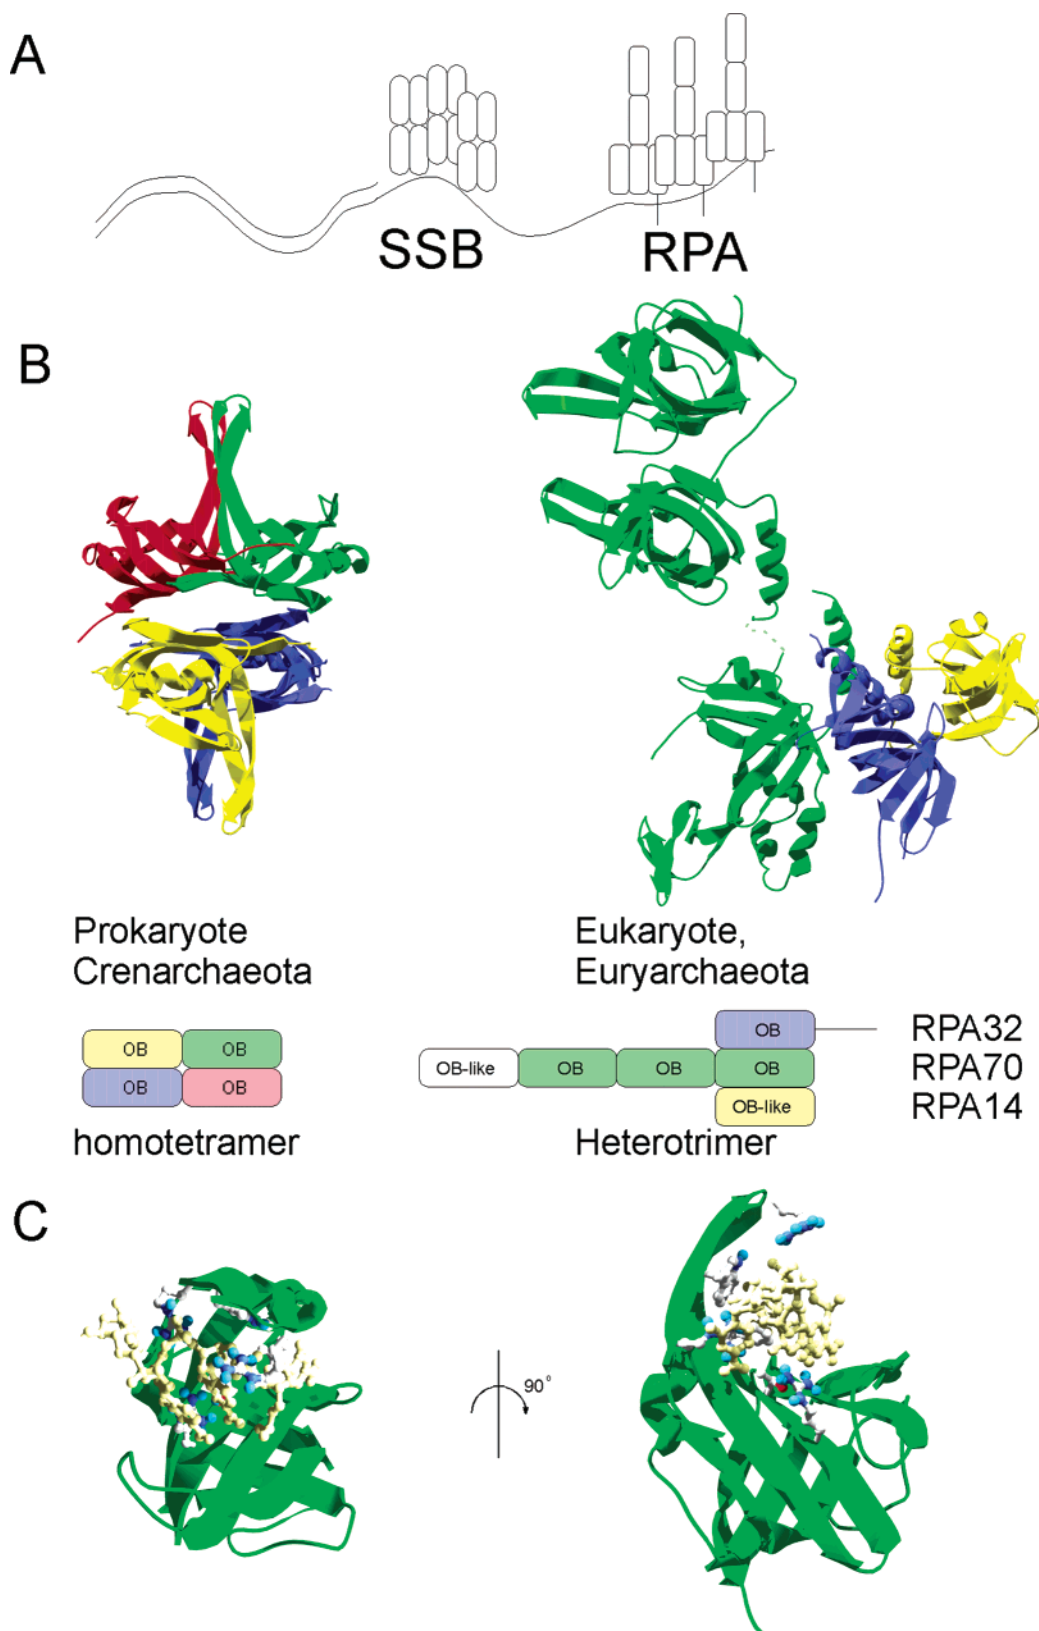 A
SSB
RPA
B
Prokaryote
Crenarchaeota
Eukaryote,
Euryarchaeota
OB
OB
OB
OB
homotetramer
OB
RPA32
OB-like
OB
OB
OB
RPA70
OB-like
RPA14
Heterotrimer
C
90°